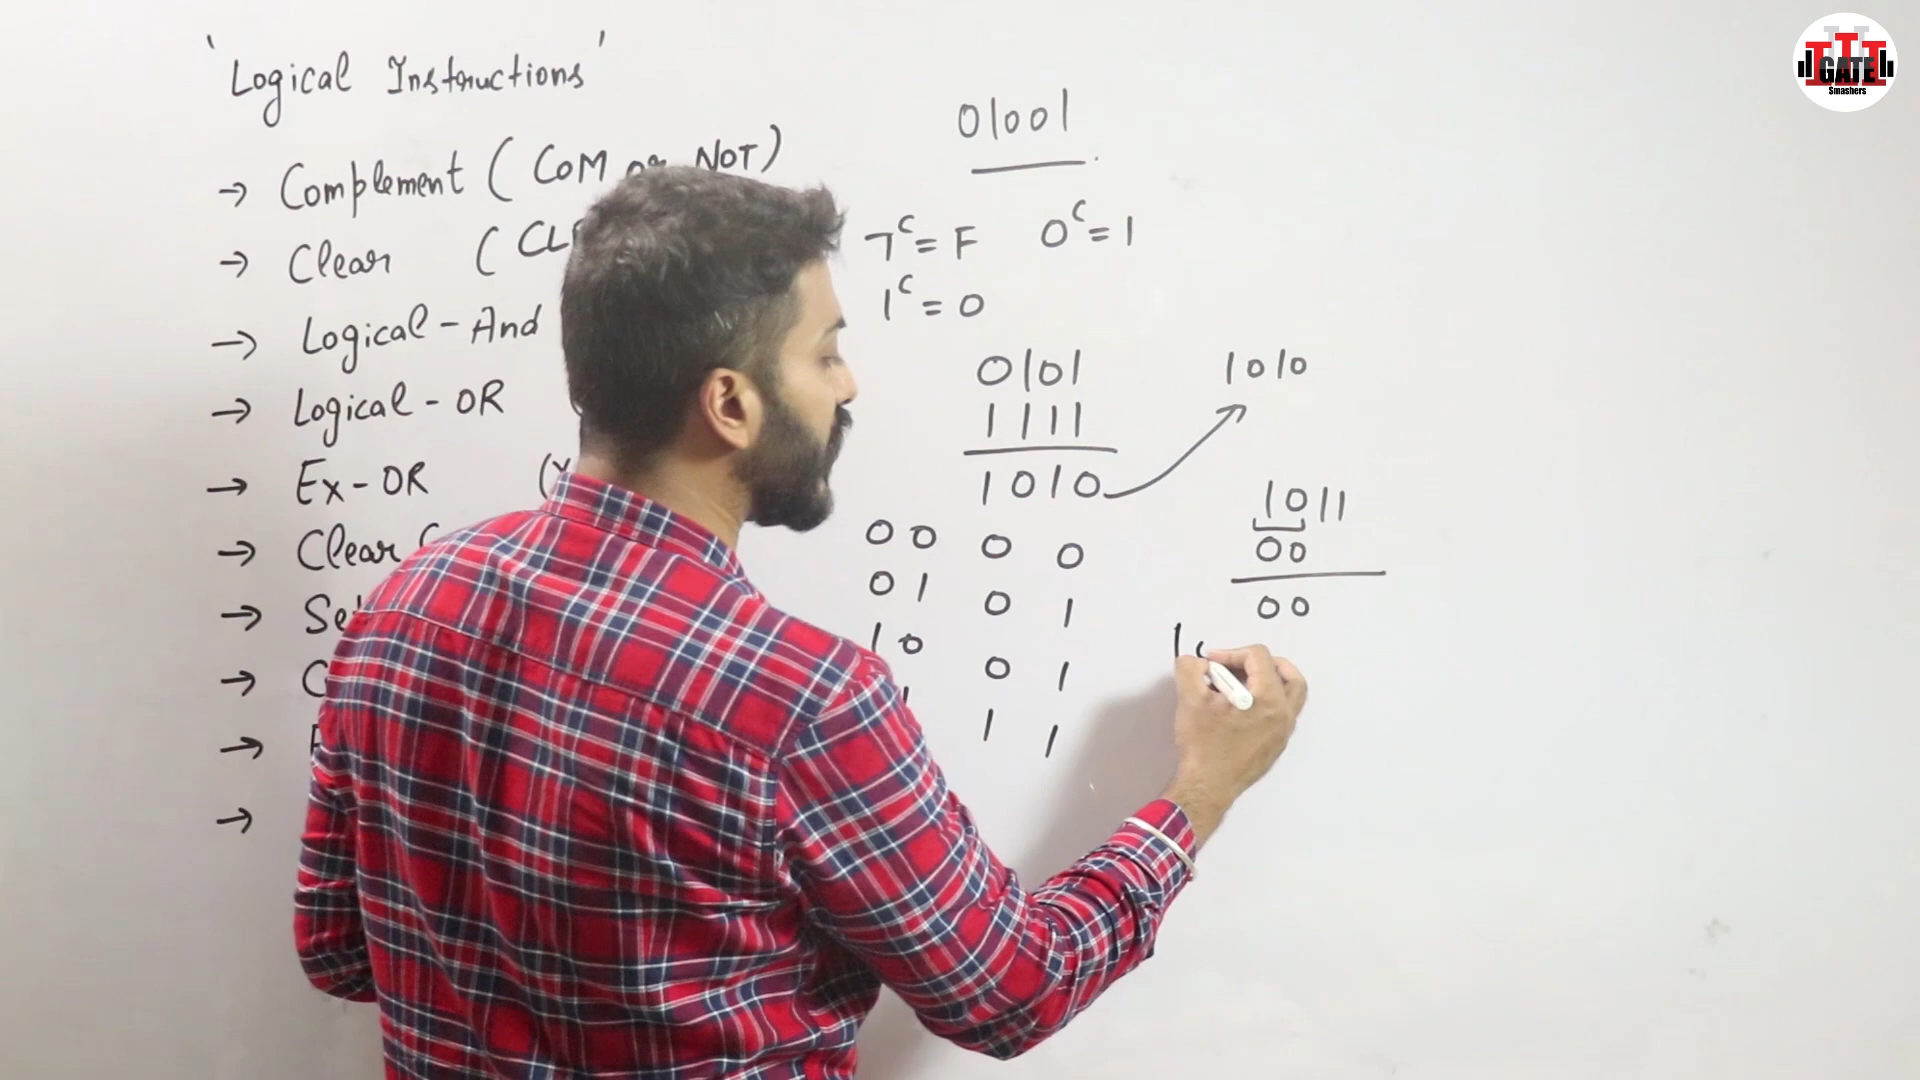 'Logical Instructions'
→ Complement ( COM or NOT)
→ Clear (
→ Logical-And
→ Logical-OR
→ Ex-OR (
→ Clear
→
→
→
→
01001
T^c = F 0^c = 1
1^c = 0
0101
1111
1010
1010
00 0 0
01 0 1
10 0 1
1 1
1011
00
00
1
GATE
Smashers